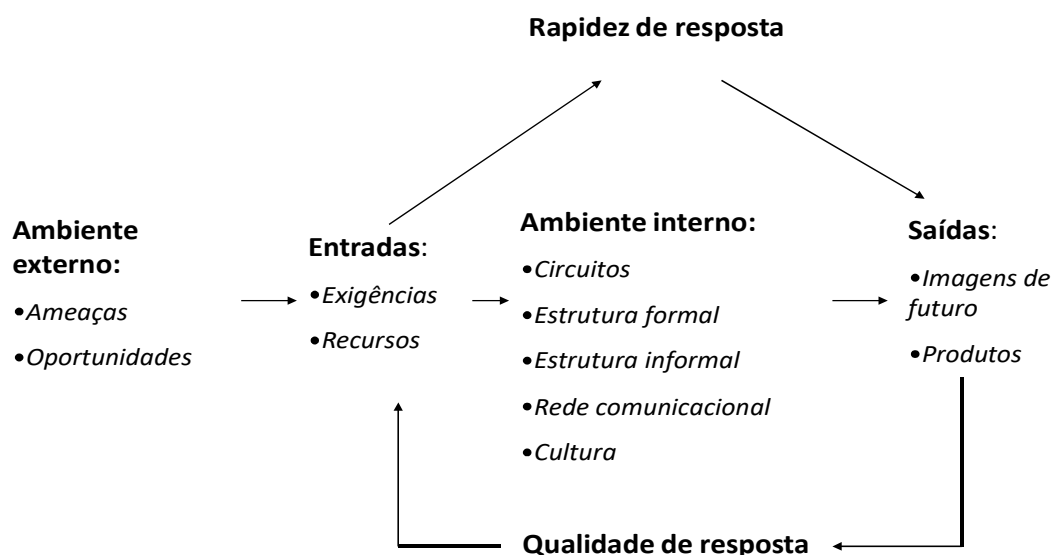 Rapidez de resposta
Ambiente
externo:
•Ameaças
•Oportunidades
Entradas:
•Exigências
•Recursos
Ambiente interno:
•Circuitos
•Estrutura formal
•Estrutura informal
•Rede comunicacional
•Cultura
Saídas:
•Imagens de
futuro
•Produtos
Qualidade de resposta